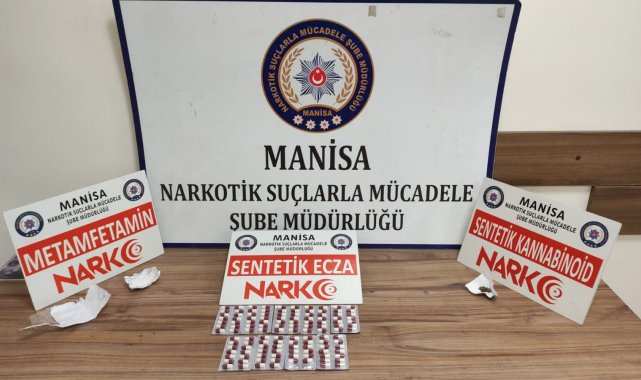 NARKOTİK SUÇLARLA MÜCADELE ŞUBE MÜDÜRLÜĞÜ
MANİSA
MANİSA
NARKOTİK SUÇLARLA MÜCADELE
ŞUBE MÜDÜRLÜĞÜ
MANİSA
NARKOTİK SUÇLARLA MÜCADELE
ŞUBE MÜDÜRLÜĞÜ
METAMFETAMİN
NARKO
MANİSA
NARKOTİK SUÇLARLA MÜCADELE
ŞUBE MÜDÜRLÜĞÜ
SENTETİK ECZA
NARKO
MANİSA
NARKOTİK SUÇLARLA MÜCADELE
ŞUBE MÜDÜRLÜĞÜ
SENTETİK KANNABİNOİD
NARKO